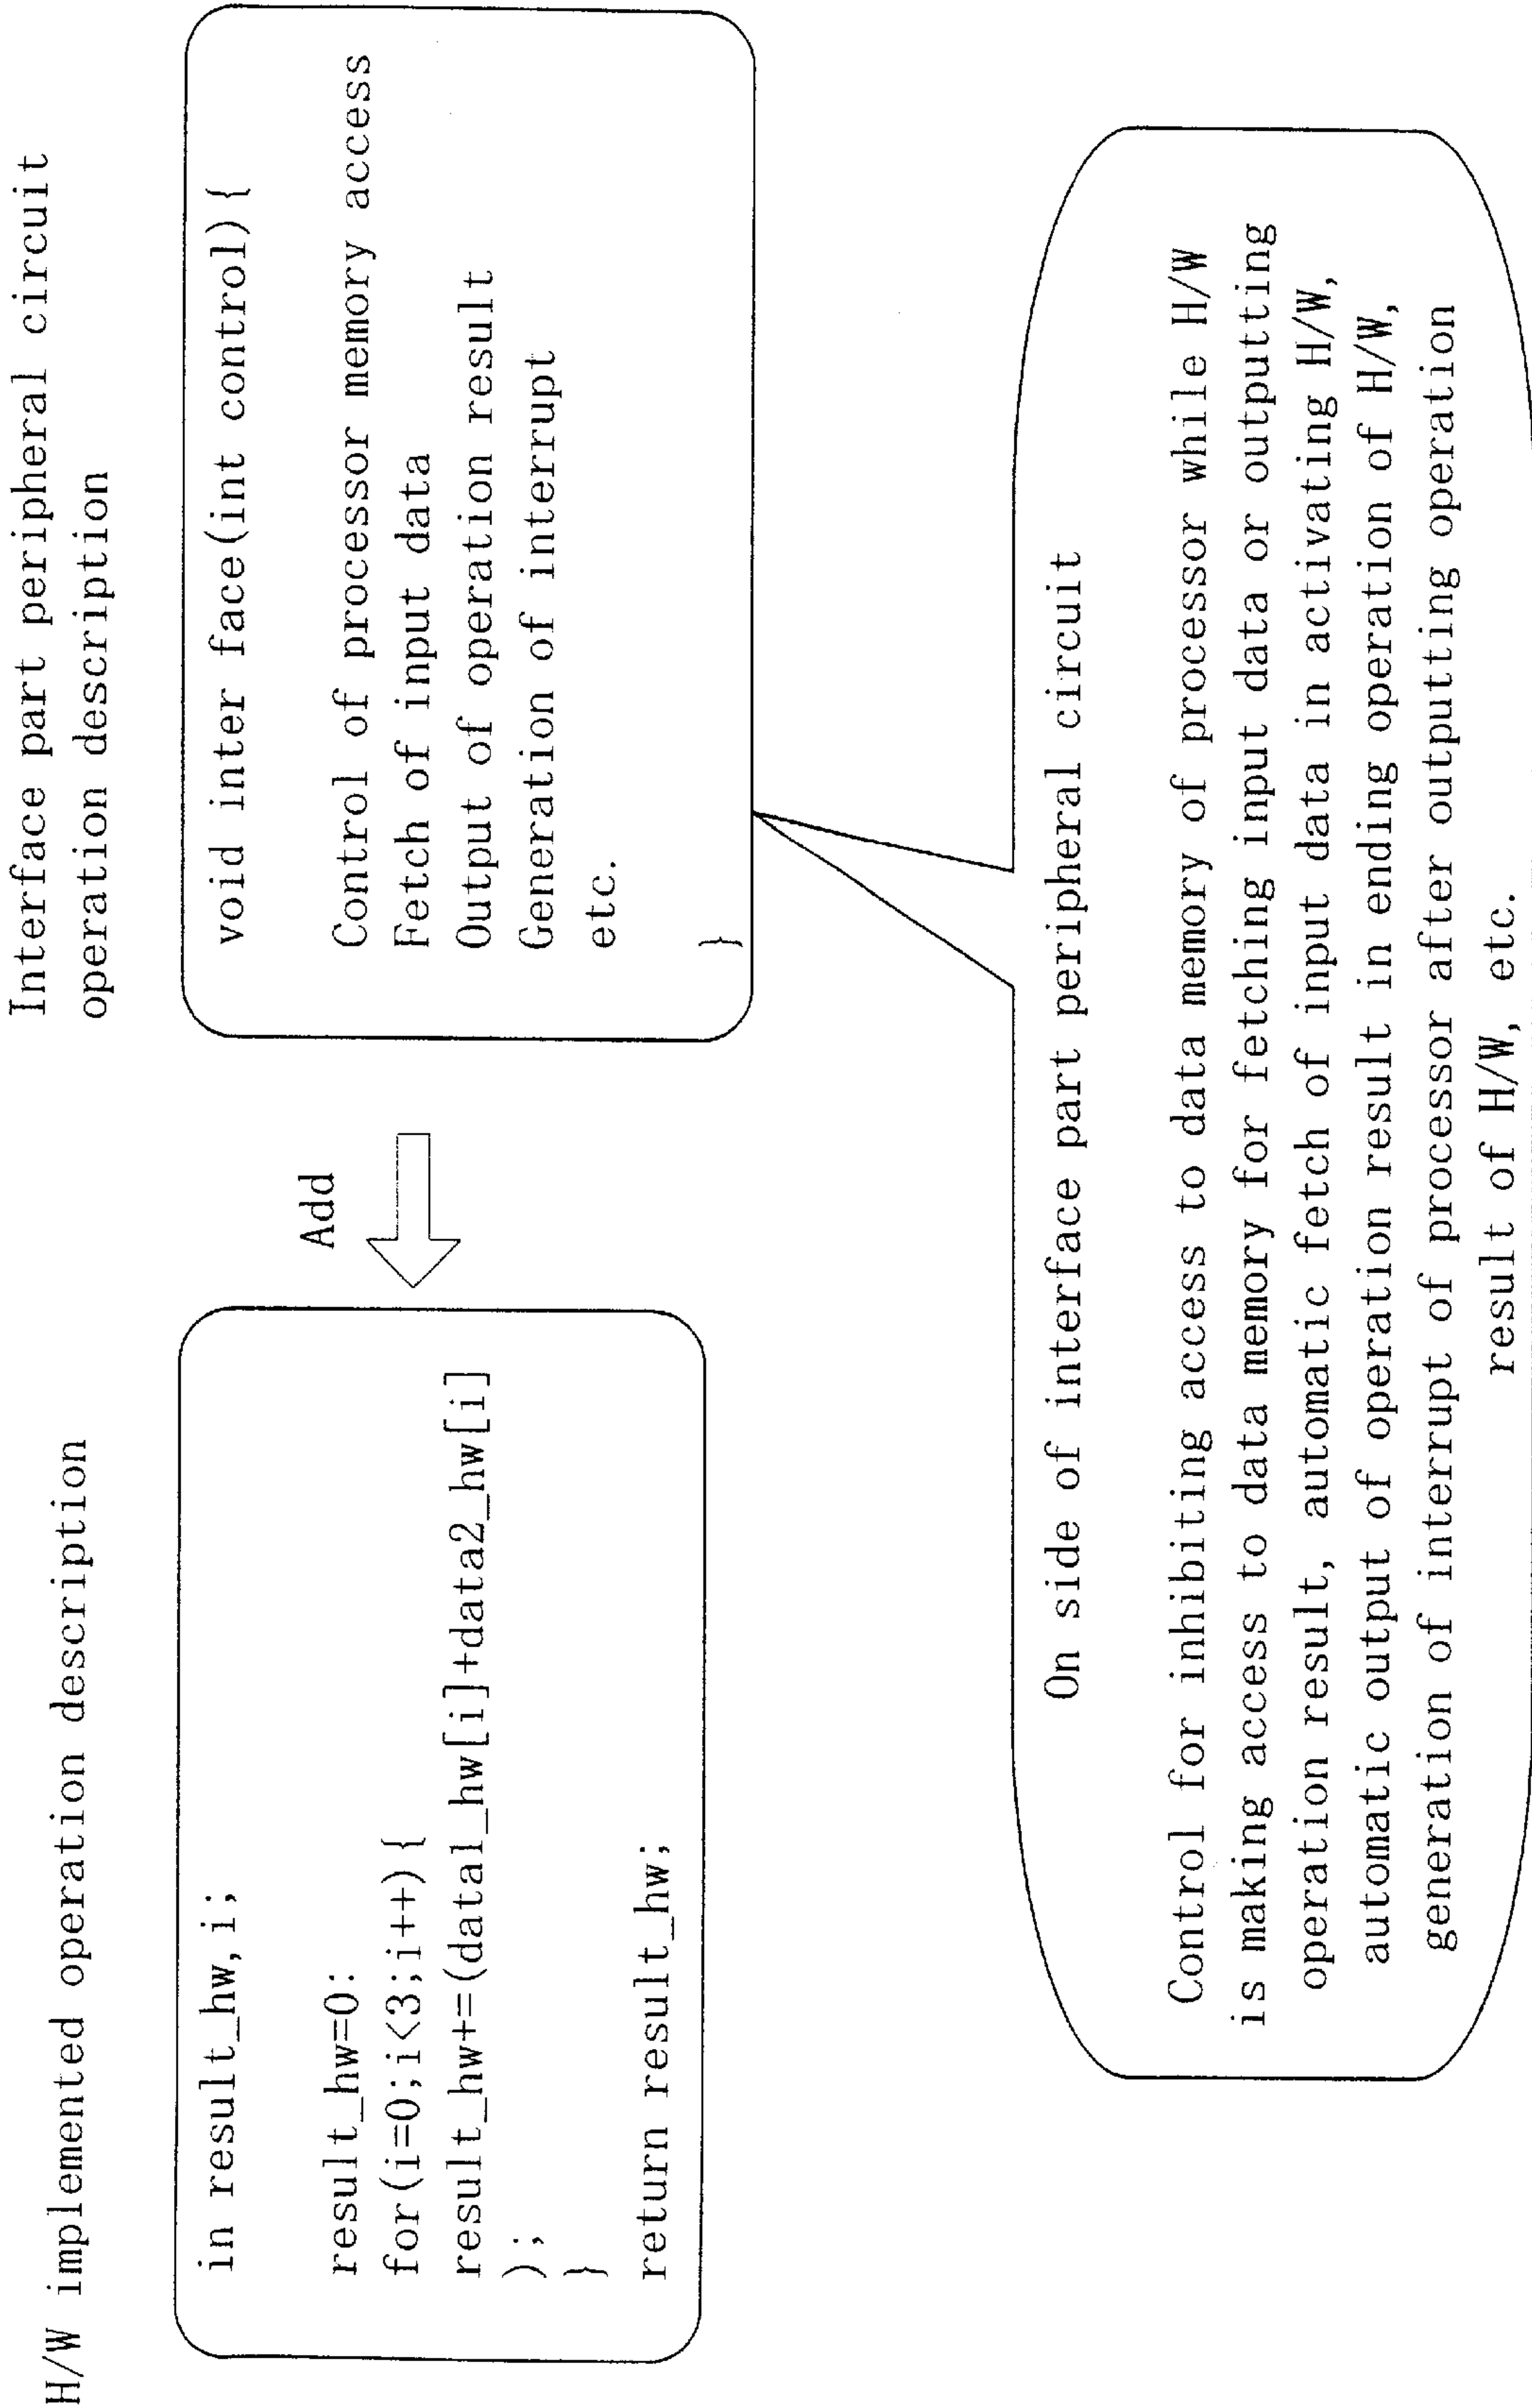 H/W implemented operation description
in result_hw,i;
result_hw=0:
for(i=0;i<3;i++){
result_hw+=(data1_hw[i]+data2_hw[i]
);
}
return result_hw;
Add
Interface part peripheral circuit
operation description
void inter face(int control){
Control of processor memory access
Fetch of input data
Output of operation result
Generation of interrupt
etc.
}
On side of interface part peripheral circuit
Control for inhibiting access to data memory of processor while H/W
is making access to data memory for fetching input data or outputting
operation result, automatic fetch of input data in activating H/W,
automatic output of operation result in ending operation of H/W,
generation of interrupt of processor after outputting operation
result of H/W, etc.